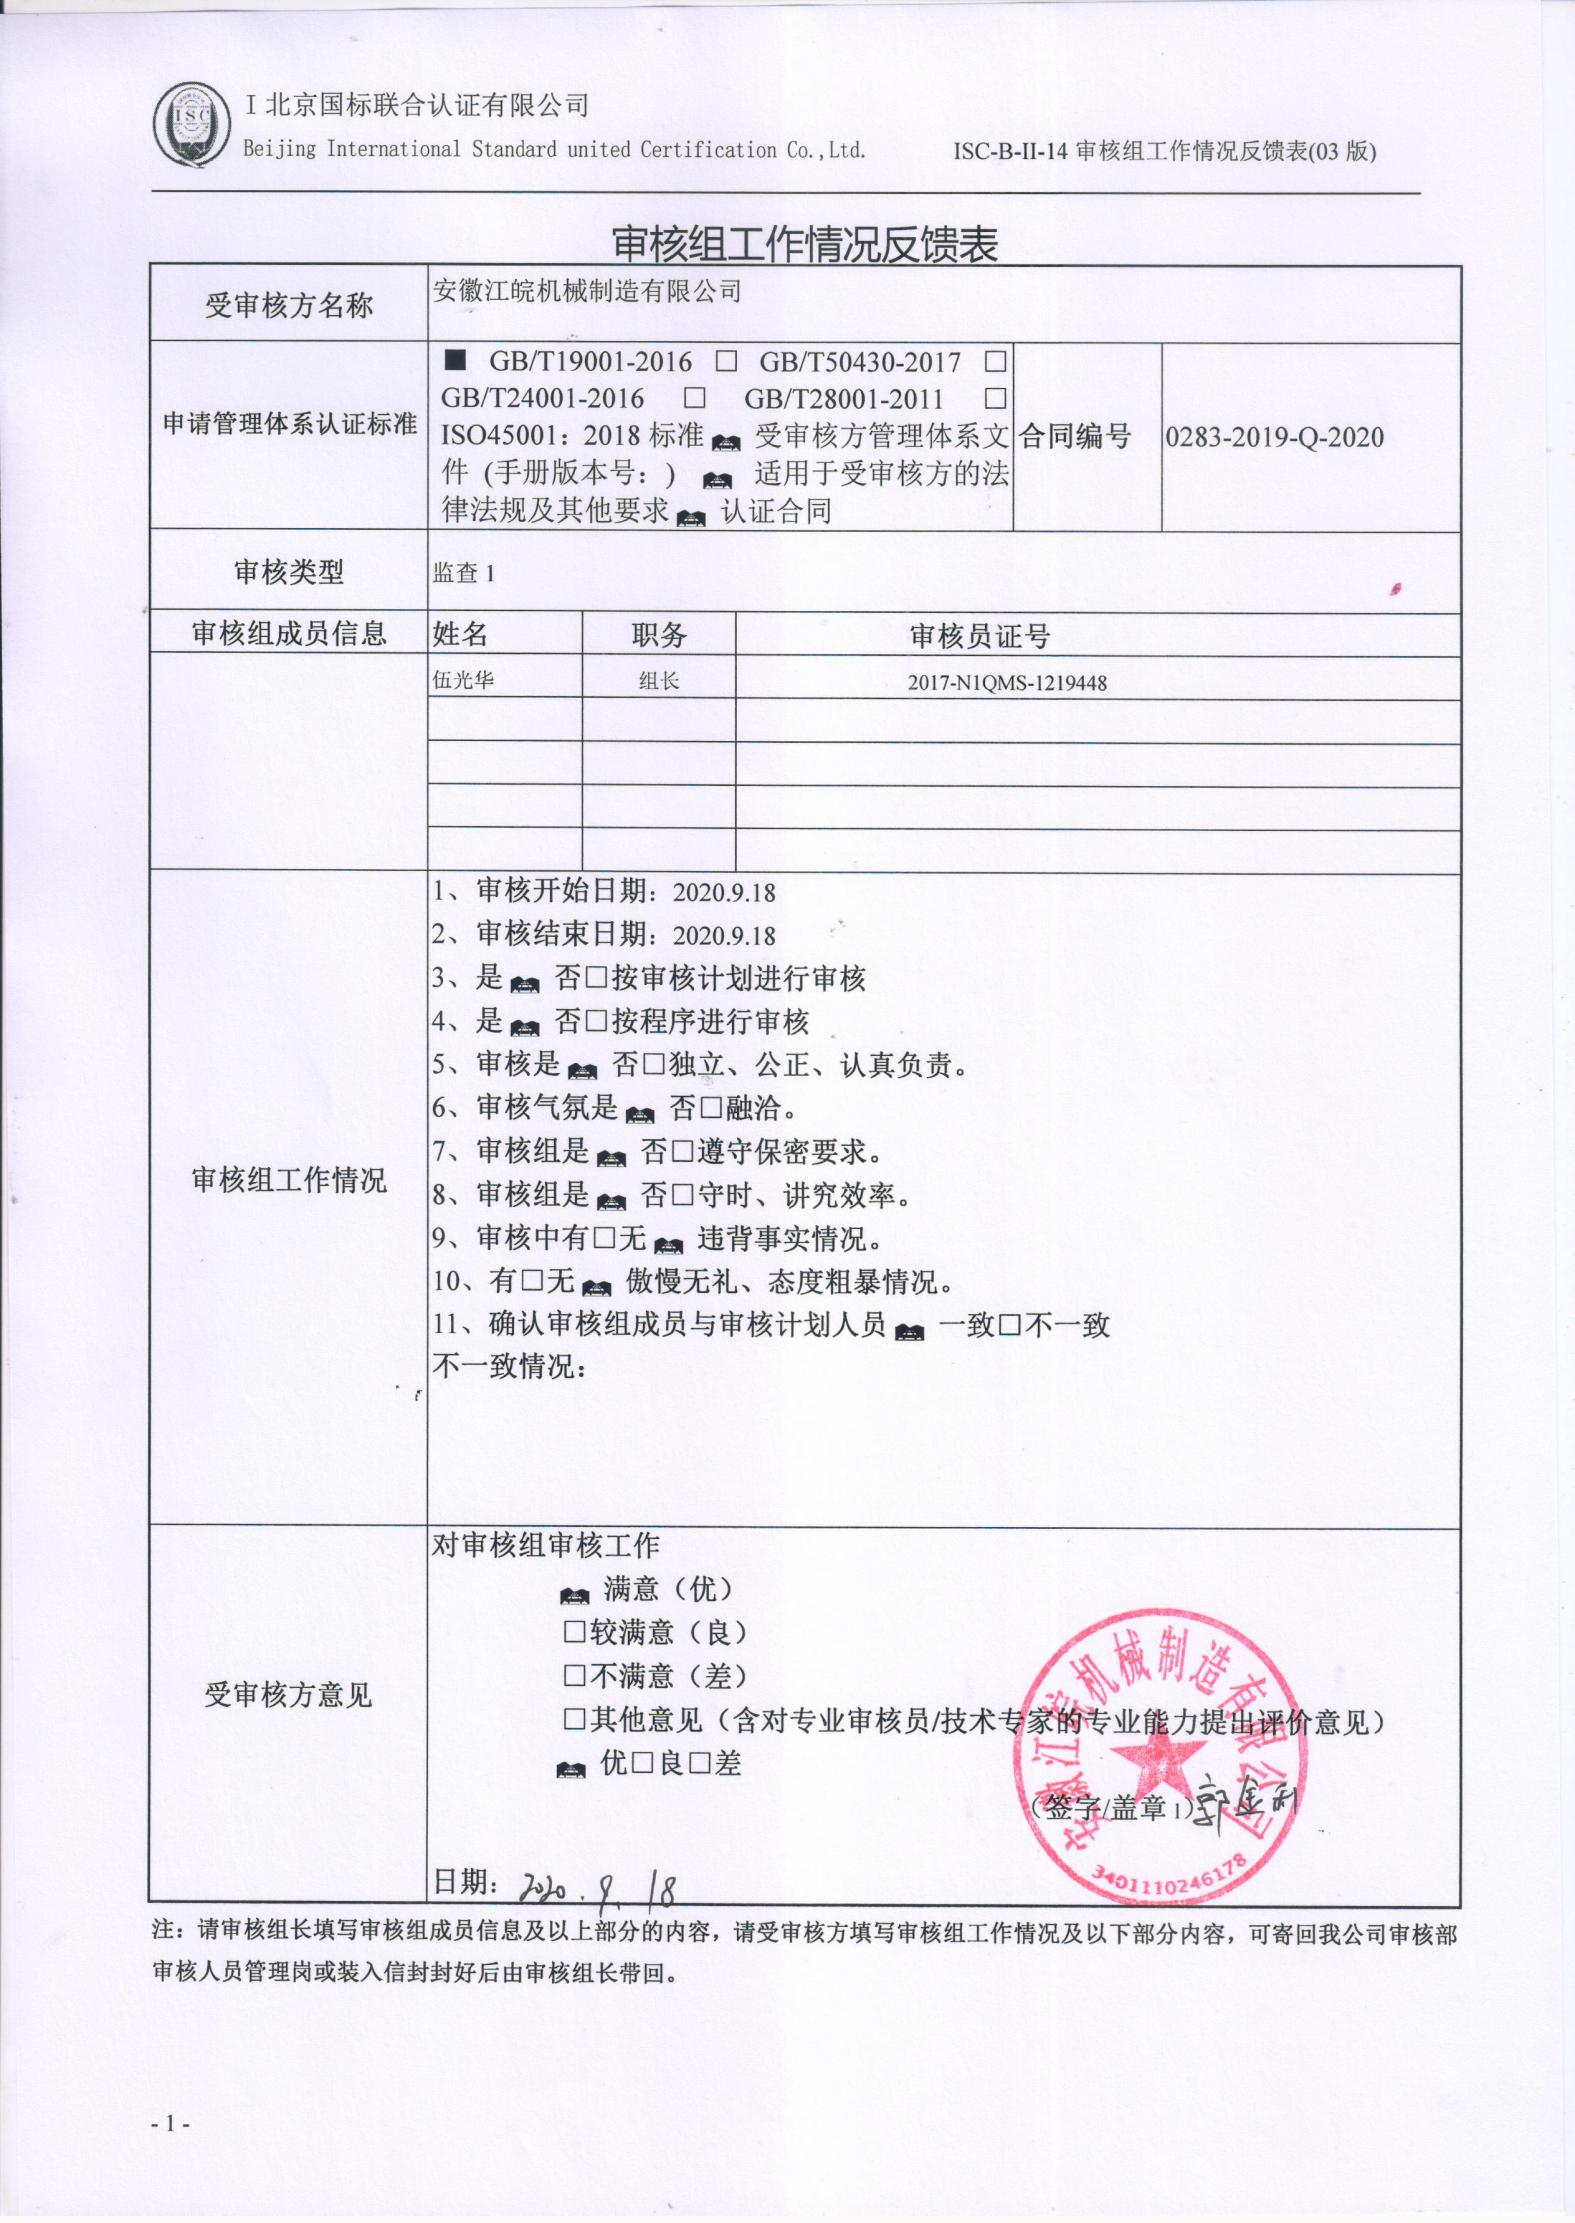 ISC
I 北京国标联合认证有限公司
Beijing International Standard united Certification Co.,Ltd.
ISC-B-II-14 审核组工作情况反馈表(03 版)
审核组工作情况反馈表
受审核方名称
安徽江皖机械制造有限公司
申请管理体系认证标准
■ GB/T19001-2016 □ GB/T50430-2017 □
GB/T24001-2016 □ GB/T28001-2011 □
ISO45001：2018 标准 受审核方管理体系文
件 (手册版本号：) 适用于受审核方的法
律法规及其他要求 认证合同
合同编号
0283-2019-Q-2020
审核类型
监查 1
审核组成员信息
姓名 职务 审核员证号
伍光华 组长 2017-N1QMS-1219448
审核组工作情况
1、审核开始日期：2020.9.18
2、审核结束日期：2020.9.18
3、是 否□按审核计划进行审核
4、是 否□按程序进行审核
5、审核是 否□独立、公正、认真负责。
6、审核气氛是 否□融洽。
7、审核组是 否□遵守保密要求。
8、审核组是 否□守时、讲究效率。
9、审核中有□无 违背事实情况。
10、有□无 傲慢无礼、态度粗暴情况。
11、确认审核组成员与审核计划人员 一致□不一致
不一致情况：
受审核方意见
对审核组审核工作
满意（优）
□较满意（良）
□不满意（差）
□其他意见（含对专业审核员/技术专家的专业能力提出评价意见）
优□良□差
（签字/盖章1）
安徽江皖机械制造有限公司
3401110246178
日期：2020.9.18
注：请审核组长填写审核组成员信息及以上部分的内容，请受审核方填写审核组工作情况及以下部分内容，可寄回我公司审核部
审核人员管理岗或装入信封封好后由审核组长带回。
- 1 -